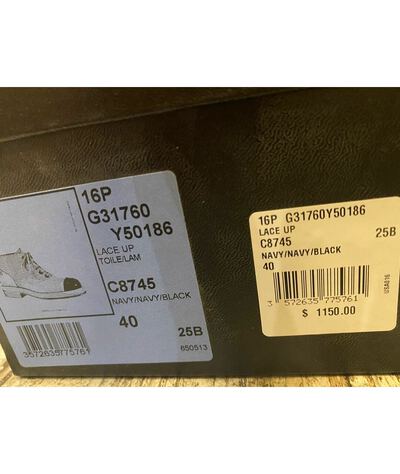 16P
G31760
Y50186
LACE UP
TOILE/LAM
C8745
NAVY/NAVY/BLACK
40
25B
3572635775761
650513
16P G31760Y50186
LACE UP
C8745 25B
NAVY/NAVY/BLACK
40
3 572635 775761
USA016
$ 1150.00